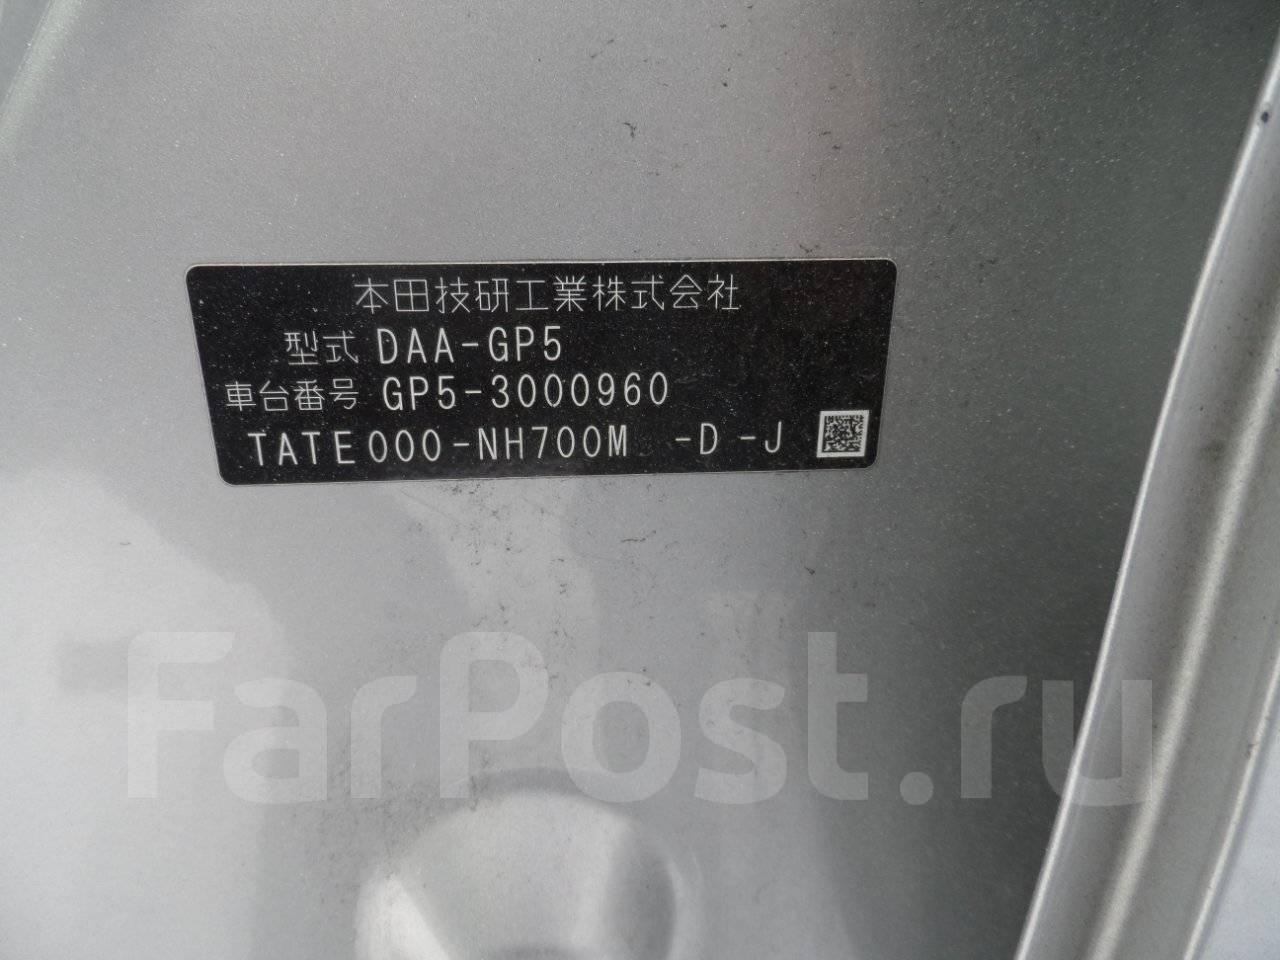 本田技研工業株式会社
型式 DAA-GP5
車台番号 GP5-3000960
TATE000-NH700M -D -J
FarPost.ru